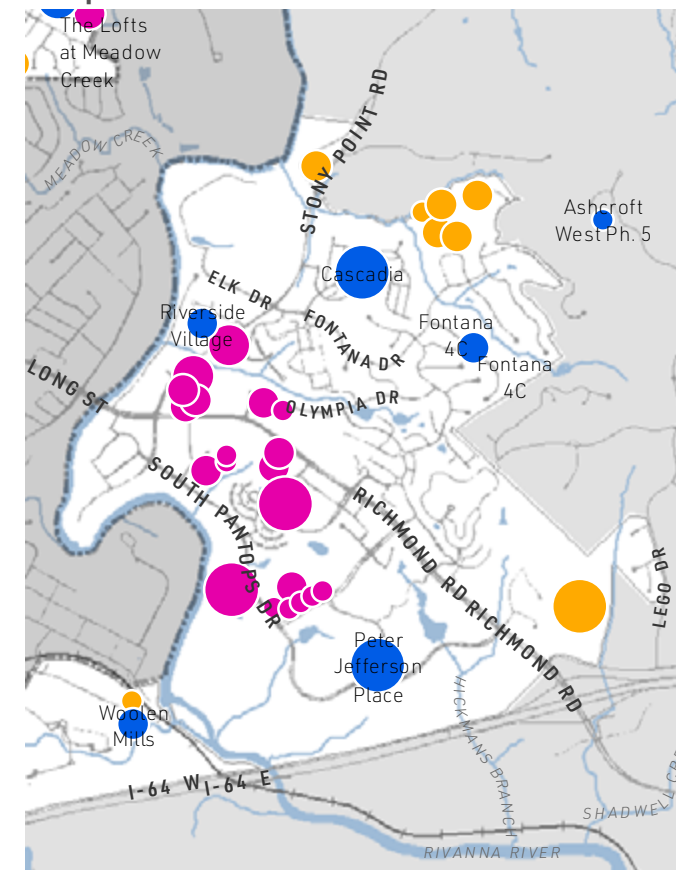 The Lofts
at Meadow
Creek
MEADOW CREEK
STONY POINT RD
Ashcroft
West Ph. 5
Cascadia
ELK DR
Riverside
Village
FONTANA DR
Fontana
4C
Fontana
4C
LONG ST
OLYMPIA DR
SOUTH PANTOPS DR
RICHMOND RD
RICHMOND RD
LEGO DR
Peter
Jefferson
Place
HICKMANS BRANCH
Woolen
Mills
I-64 W
I-64 E
RIVANNA RIVER